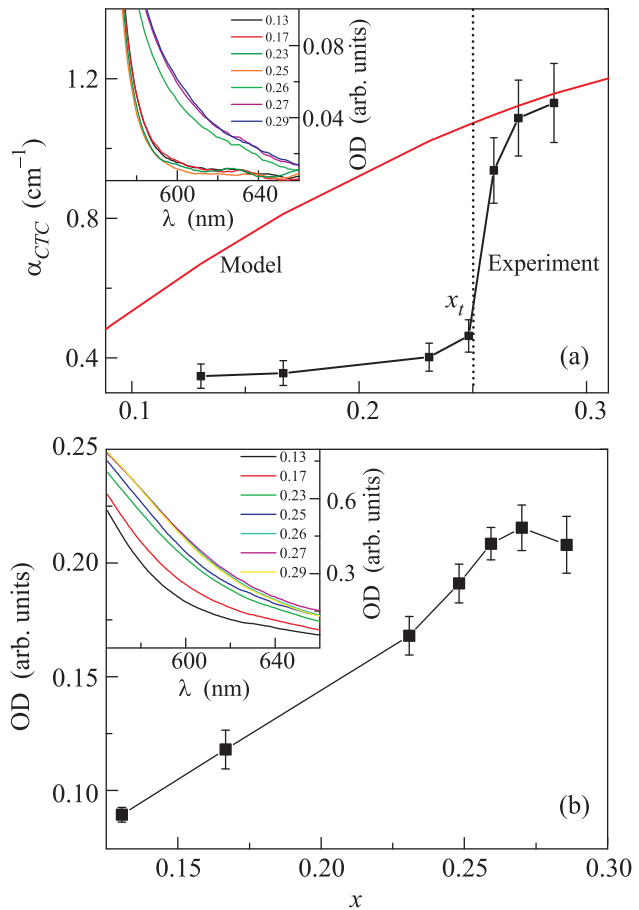 0.13
0.17
0.23
0.25
0.26
0.27
0.29
0.08
0.04
OD (arb. units)
600 640
λ (nm)
1.2
0.8
0.4
α_CTC (cm⁻¹)
Model
Experiment
x_t
(a)
0.1 0.2 0.3
0.13
0.17
0.23
0.25
0.26
0.27
0.29
0.6
0.3
OD (arb. units)
600 640
λ (nm)
0.25
0.20
0.15
0.10
OD (arb. units)
(b)
0.15 0.20 0.25 0.30
x